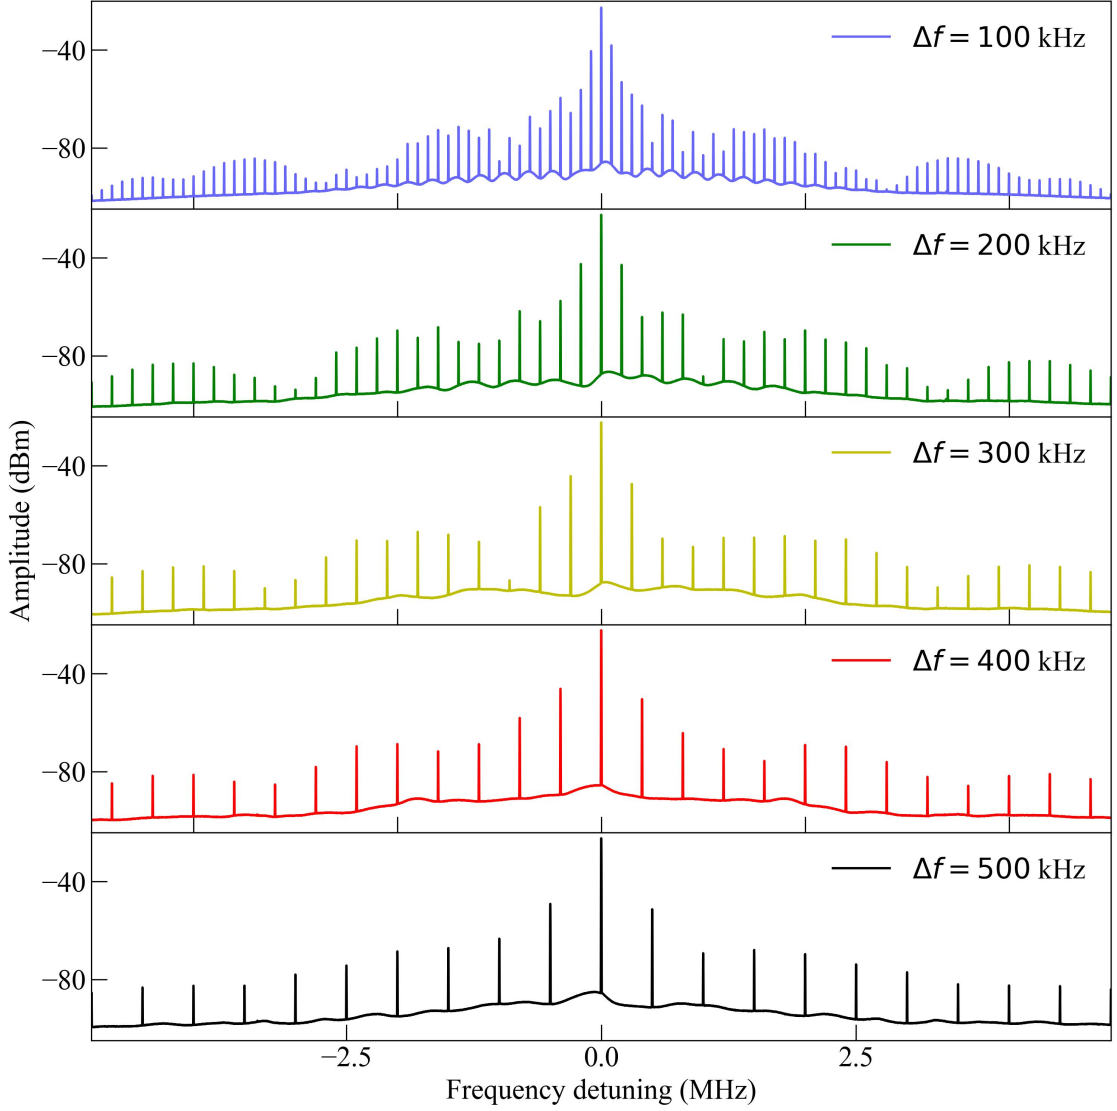 −40
−80
Δf = 100 kHz
−40
−80
Δf = 200 kHz
−40
−80
Δf = 300 kHz
−40
−80
Δf = 400 kHz
−40
−80
Δf = 500 kHz
Amplitude (dBm)
−2.5 0.0 2.5
Frequency detuning (MHz)